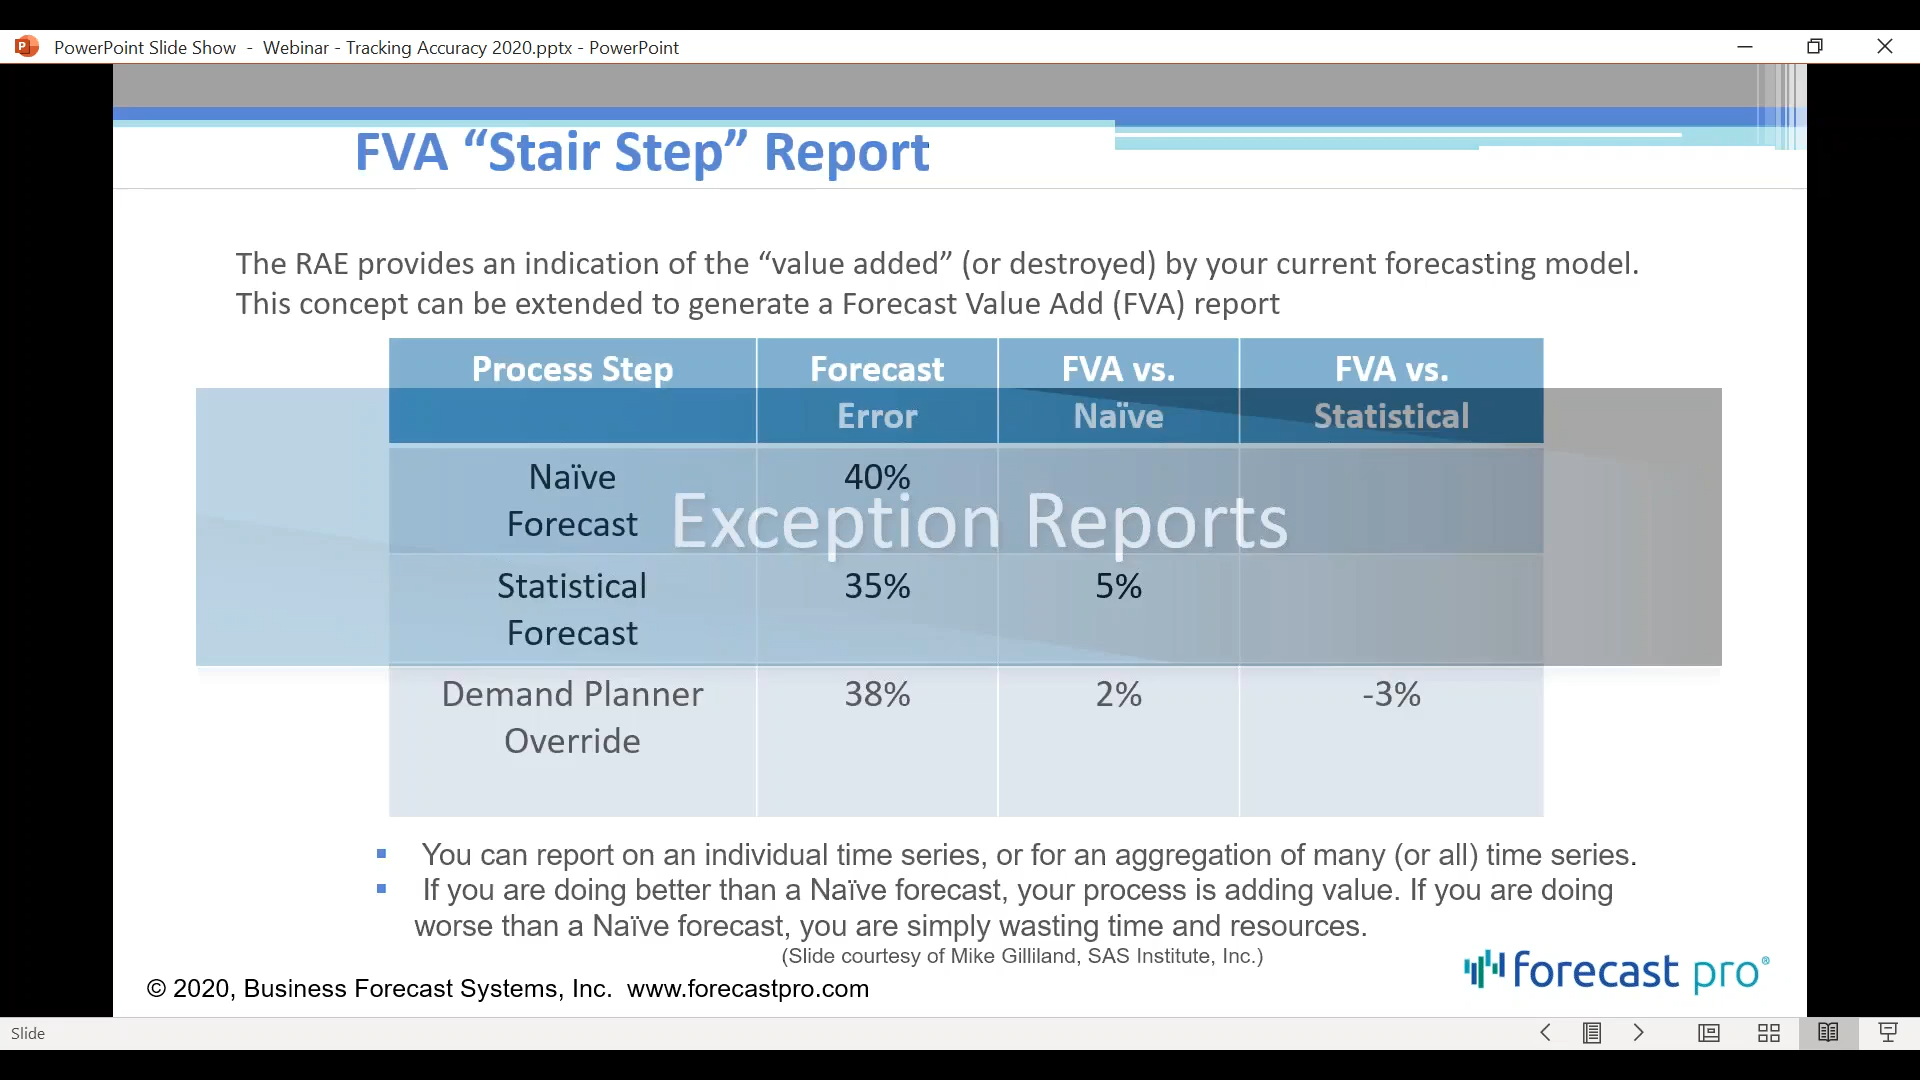 PowerPoint Slide Show - Webinar - Tracking Accuracy 2020.pptx - PowerPoint
FVA “Stair Step” Report
The RAE provides an indication of the “value added” (or destroyed) by your current forecasting model.
This concept can be extended to generate a Forecast Value Add (FVA) report
Process Step
Forecast Error
FVA vs. Naïve
FVA vs. Statistical
Naïve Forecast
40%
Exception Reports
Statistical Forecast
35%
5%
Demand Planner Override
38%
2%
-3%
You can report on an individual time series, or for an aggregation of many (or all) time series.
If you are doing better than a Naïve forecast, your process is adding value. If you are doing
worse than a Naïve forecast, you are simply wasting time and resources.
(Slide courtesy of Mike Gilliland, SAS Institute, Inc.)
© 2020, Business Forecast Systems, Inc. www.forecastpro.com
forecast pro®
Slide